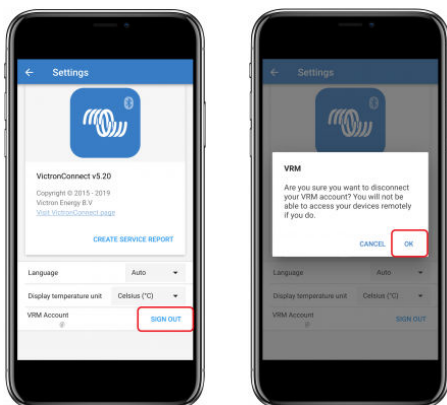 Settings
VictronConnect v5.20
Copyright © 2015 - 2019
Victron Energy B.V
Visit VictronConnect page
CREATE SERVICE REPORT
Language Auto
Display temperature unit Celsius (°C)
VRM Account
@
SIGN OUT
Settings
VRM
Are you sure you want to disconnect
your VRM account? You will not be
able to access your devices remotely
if you do.
CANCEL OK
Language Auto
Display temperature unit Celsius (°C)
VRM Account
@
SIGN OUT